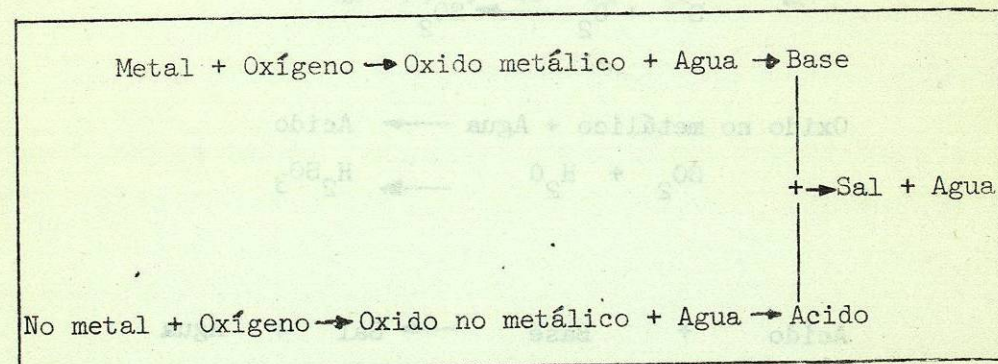 Metal + Oxígeno → Oxido metálico + Agua → Base
+→Sal + Agua
No metal + Oxígeno → Oxido no metálico + Agua → Acido